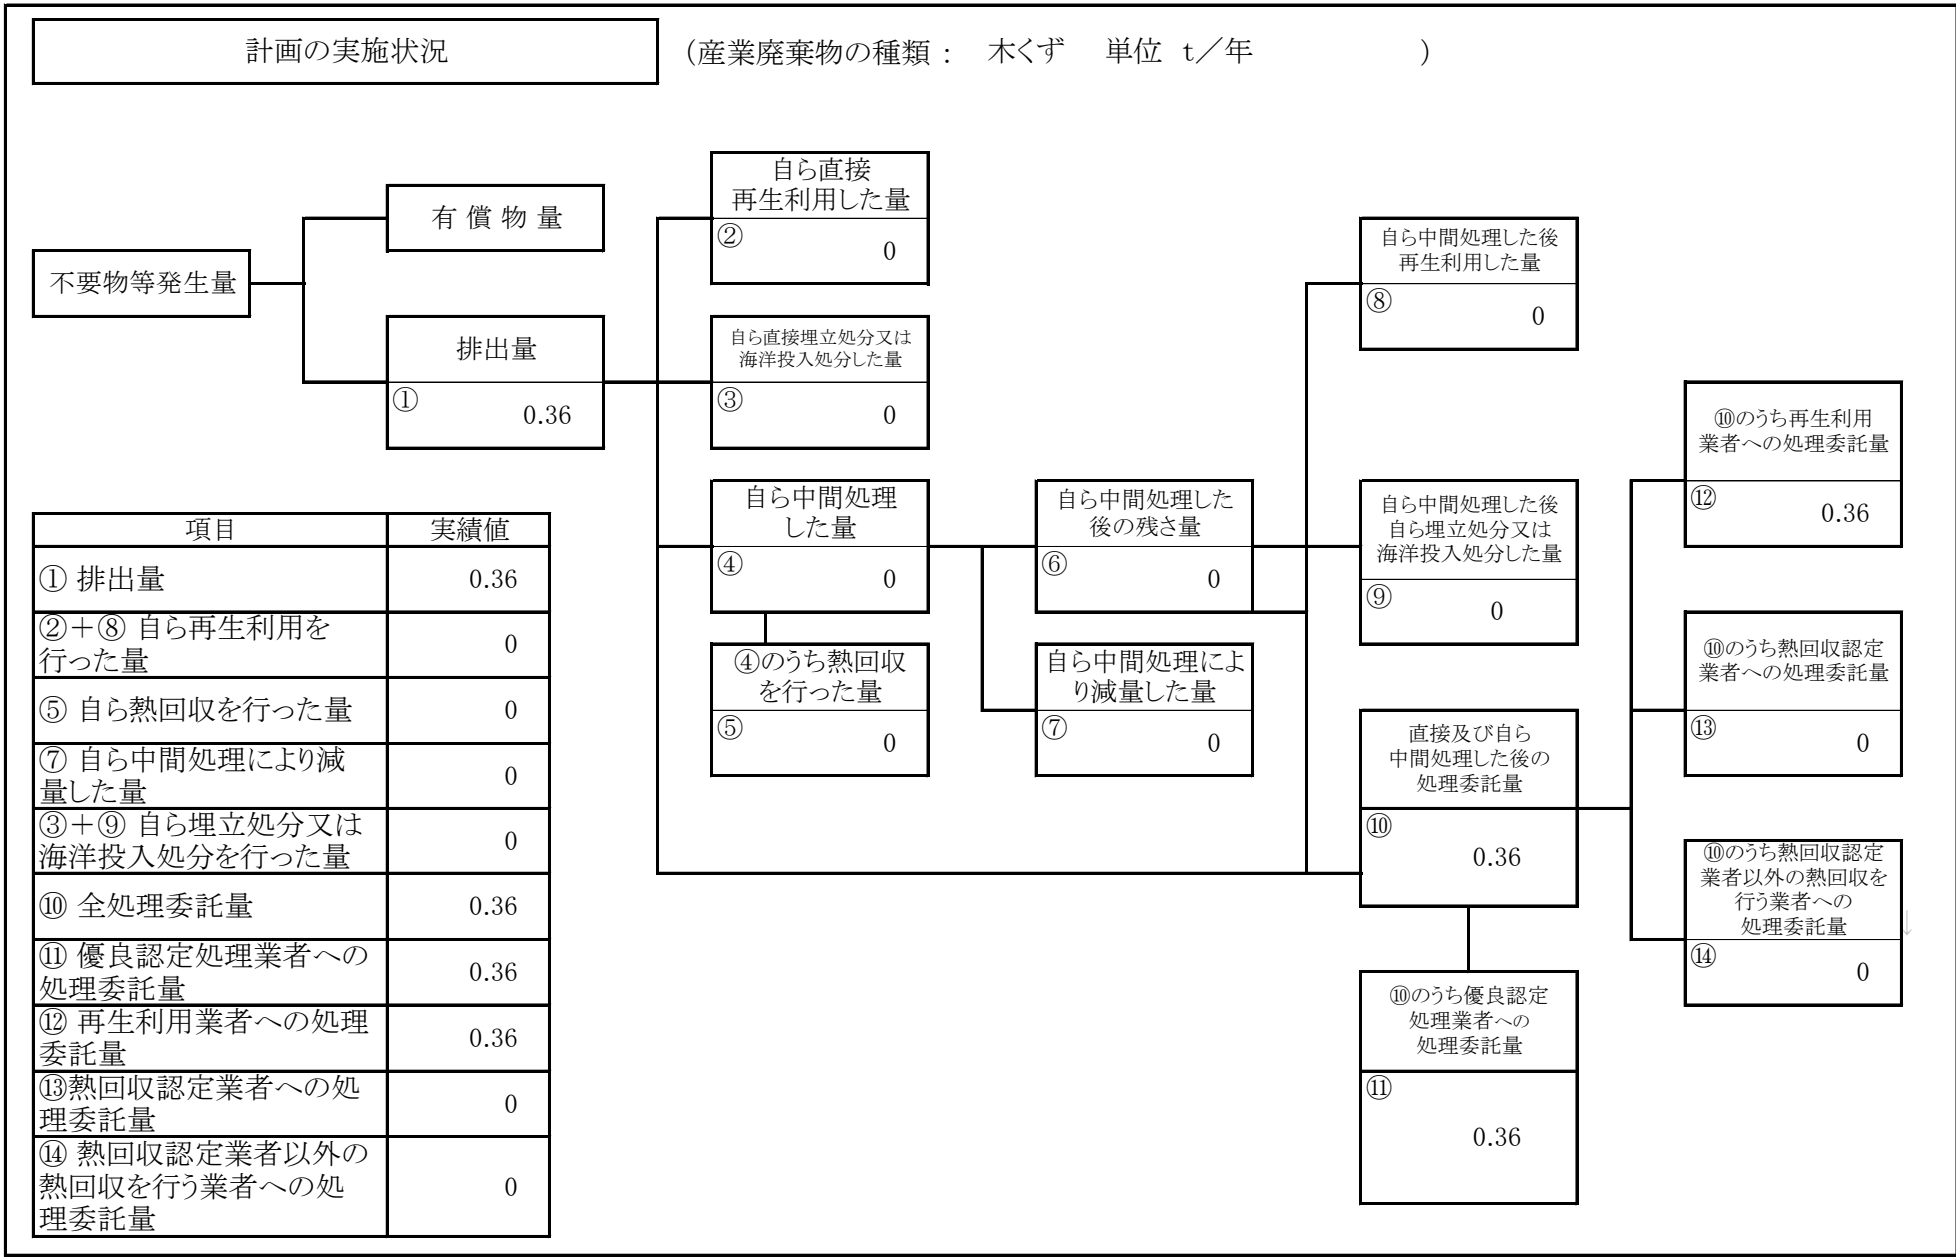 計画の実施状況
（産業廃棄物の種類： 木くず 単位 t／年 ）
不要物等発生量
有 償 物 量
排出量
①
0.36
自ら直接
再生利用した量
②
0
自ら直接埋立処分又は
海洋投入処分した量
③
0
自ら中間処理
した量
④
0
④のうち熱回収
を行った量
⑤
0
自ら中間処理した
後の残さ量
⑥
0
自ら中間処理によ
り減量した量
⑦
0
自ら中間処理した後
再生利用した量
⑧
0
自ら中間処理した後
自ら埋立処分又は
海洋投入処分した量
⑨
0
直接及び自ら
中間処理した後の
処理委託量
⑩
0.36
⑩のうち優良認定
処理業者への
処理委託量
⑪
0.36
⑩のうち再生利用
業者への処理委託量
⑫
0.36
⑩のうち熱回収認定
業者への処理委託量
⑬
0
⑩のうち熱回収認定
業者以外の熱回収を
行う業者への
処理委託量
⑭
0
↓
項目 実績値
① 排出量 0.36
②＋⑧ 自ら再生利用を
行った量 0
⑤ 自ら熱回収を行った量 0
⑦ 自ら中間処理により減
量した量 0
③＋⑨ 自ら埋立処分又は
海洋投入処分を行った量 0
⑩ 全処理委託量 0.36
⑪ 優良認定処理業者への
処理委託量 0.36
⑫ 再生利用業者への処理
委託量 0.36
⑬熱回収認定業者への処
理委託量 0
⑭ 熱回収認定業者以外の
熱回収を行う業者への処
理委託量 0